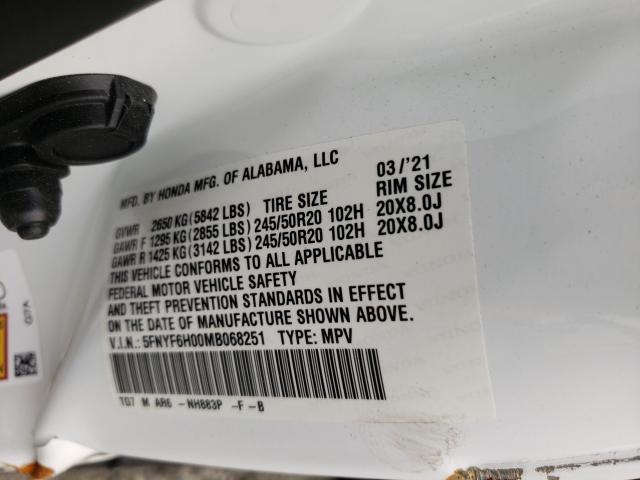 MFD. BY HONDA MFG. OF ALABAMA, LLC 03/'21
GVWR 2650 KG(5842 LBS) TIRE SIZE RIM SIZE
GAWR F 1295 KG(2855 LBS)245/50R20 102H 20X8.0J
GAWR R 1425 KG(3142 LBS)245/50R20 102H 20X8.0J
THIS VEHICLE CONFORMS TO ALL APPLICABLE
FEDERAL MOTOR VEHICLE SAFETY
AND THEFT PREVENTION STANDARDS IN EFFECT
ON THE DATE OF MANUFACTURE SHOWN ABOVE.
V.I.N.: 5FNYF6H00MB068251 TYPE: MPV
TG7 M AR6 -NH883P -F -B